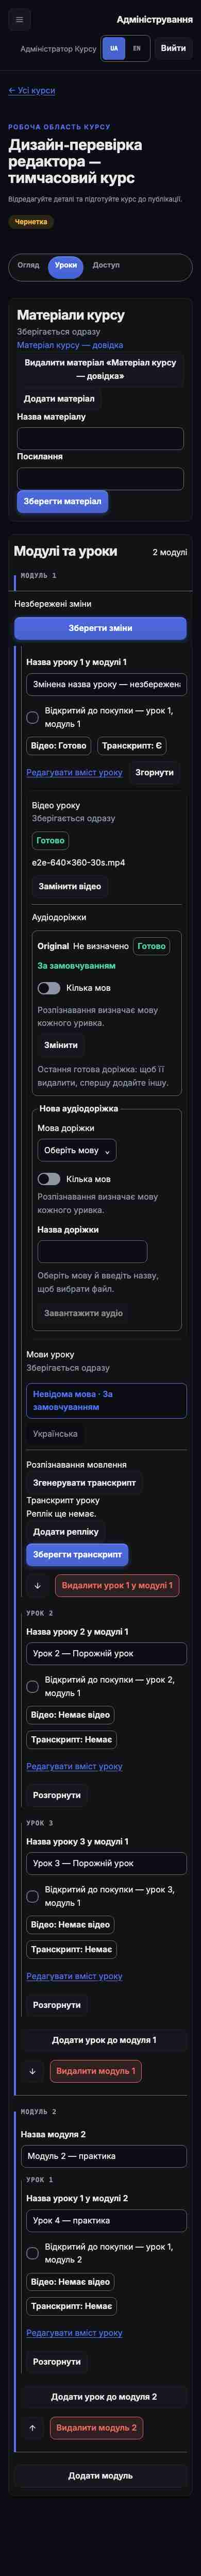 Адміністрування
Адміністратор Курсу
UA
EN
Вийти
← Усі курси
РОБОЧА ОБЛАСТЬ КУРСУ
Дизайн-перевірка
редактора —
тимчасовий курс
Відредагуйте деталі та підготуйте курс до публікації.
Чернетка
Огляд
Уроки
Доступ
Матеріали курсу
Зберігається одразу
Матеріал курсу — довідка
Видалити матеріал «Матеріал курсу
— довідка»
Додати матеріал
Назва матеріалу
Посилання
Зберегти матеріал
Модулі та уроки
2 модулі
МОДУЛЬ 1
Незбережені зміни
Зберегти зміни
Назва уроку 1 у модулі 1
Змінена назва уроку — незбережена
Відкритий до покупки — урок 1,
модуль 1
Відео: Готово
Транскрипт: Є
Редагувати вміст уроку
Згорнути
Відео уроку
Зберігається одразу
Готово
e2e-640×360-30s.mp4
Замінити відео
Аудіодоріжки
Original
Не визначено
Готово
За замовчуванням
Кілька мов
Розпізнавання визначає мову
кожного уривка.
Змінити
Остання готова доріжка: щоб її
видалити, спершу додайте іншу.
Нова аудіодоріжка
Мова доріжки
Оберіть мову
Кілька мов
Розпізнавання визначає мову
кожного уривка.
Назва доріжки
Оберіть мову й введіть назву,
щоб вибрати файл.
Завантажити аудіо
Мови уроку
Зберігається одразу
Невідома мова · За
замовчуванням
Українська
Розпізнавання мовлення
Згенерувати транскрипт
Транскрипт уроку
Реплік ще немає.
Додати репліку
Зберегти транскрипт
↓
Видалити урок 1 у модулі 1
УРОК 2
Назва уроку 2 у модулі 1
Урок 2 — Порожній урок
Відкритий до покупки — урок 2,
модуль 1
Відео: Немає відео
Транскрипт: Немає
Редагувати вміст уроку
Розгорнути
УРОК 3
Назва уроку 3 у модулі 1
Урок 3 — Порожній урок
Відкритий до покупки — урок 3,
модуль 1
Відео: Немає відео
Транскрипт: Немає
Редагувати вміст уроку
Розгорнути
Додати урок до модуля 1
↓
Видалити модуль 1
МОДУЛЬ 2
Назва модуля 2
Модуль 2 — практика
УРОК 1
Назва уроку 1 у модулі 2
Урок 4 — практика
Відкритий до покупки — урок 1,
модуль 2
Відео: Немає відео
Транскрипт: Немає
Редагувати вміст уроку
Розгорнути
Додати урок до модуля 2
↑
Видалити модуль 2
Додати модуль